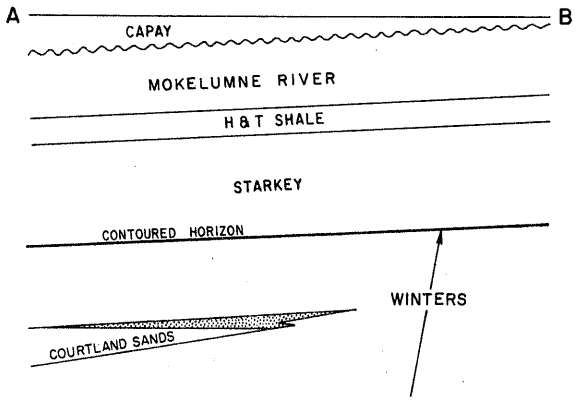 A
B
CAPAY
MOKELUMNE RIVER
H & T SHALE
STARKEY
CONTOURED HORIZON
WINTERS
COURTLAND SANDS